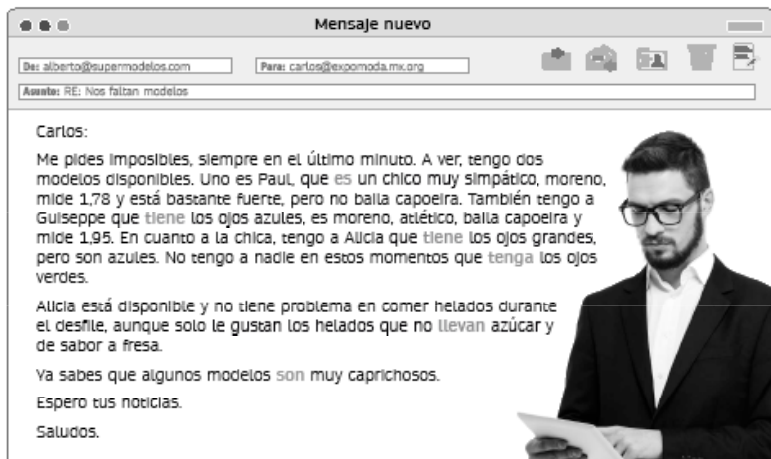 Mensaje nuevo
De: alberto@supermodelos.com
Para: carlos@expomoda.mx.org
Asunto: RE: Nos faltan modelos
Carlos:
Me pides imposibles, siempre en el último minuto. A ver, tengo dos
modelos disponibles. Uno es Paul, que es un chico muy simpático, moreno,
mide 1,78 y está bastante fuerte, pero no baila capoeira. También tengo a
Guiseppe que tiene los ojos azules, es moreno, atlético, baila capoeira y
mide 1,95. En cuanto a la chica, tengo a Alicia que tiene los ojos grandes,
pero son azules. No tengo a nadie en estos momentos que tenga los ojos
verdes.
Alicia está disponible y no tiene problema en comer helados durante
el desfile, aunque solo le gustan los helados que no llevan azúcar y
de sabor a fresa.
Ya sabes que algunos modelos son muy caprichosos.
Espero tus noticias.
Saludos.